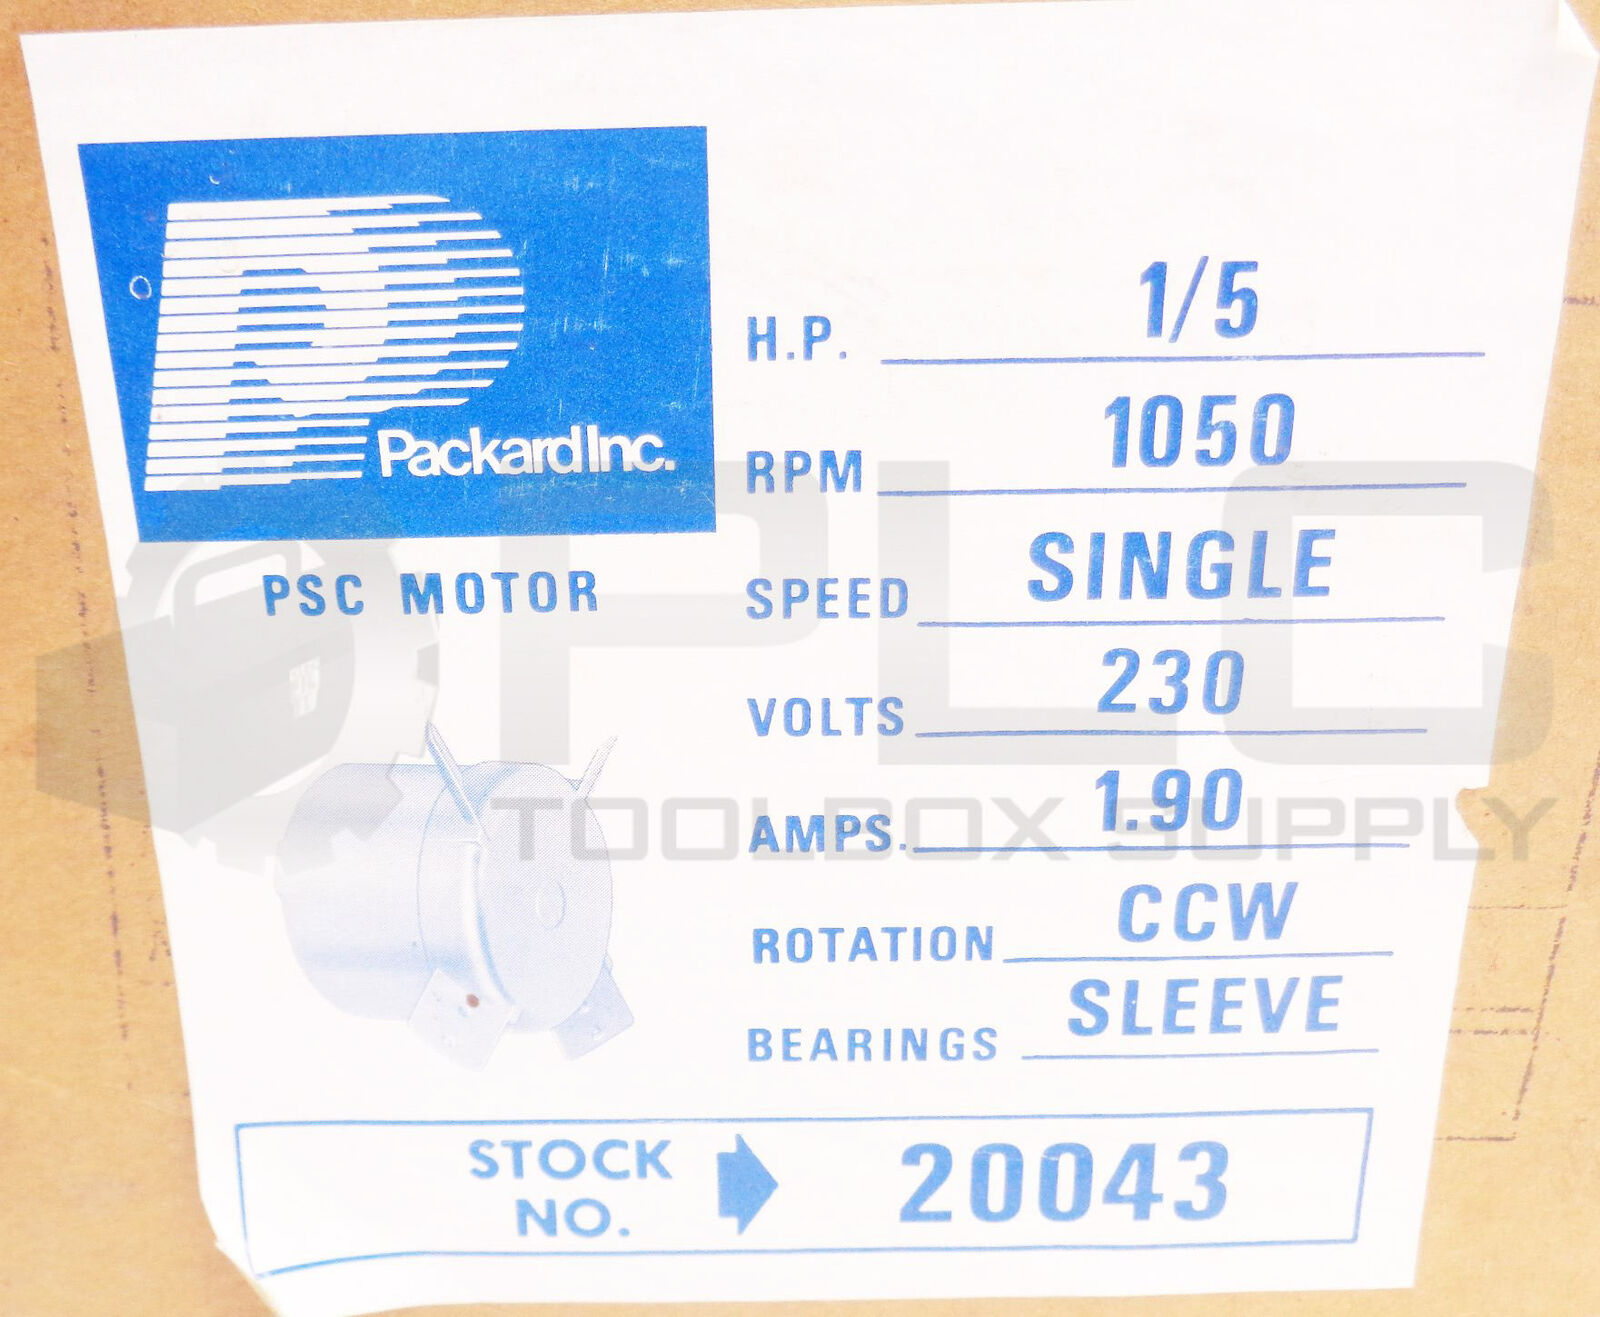 Packard Inc.
PSC MOTOR
H.P. 1/5
RPM 1050
SPEED SINGLE
VOLTS 230
AMPS. 1.90
ROTATION CCW
BEARINGS SLEEVE
STOCK NO. 20043
PLC
TOOLBOX SUPPLY